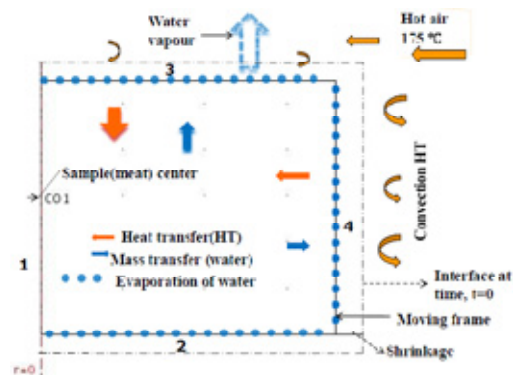 Water
vapour
Hot air
175 ℃
3
Sample(meat) center
CO1
Heat transfer(HT)
Mass transfer (water)
Evaporation of water
1
4
Convection HT
Interface at
time, t=0
Moving frame
2
Shrinkage
r=0